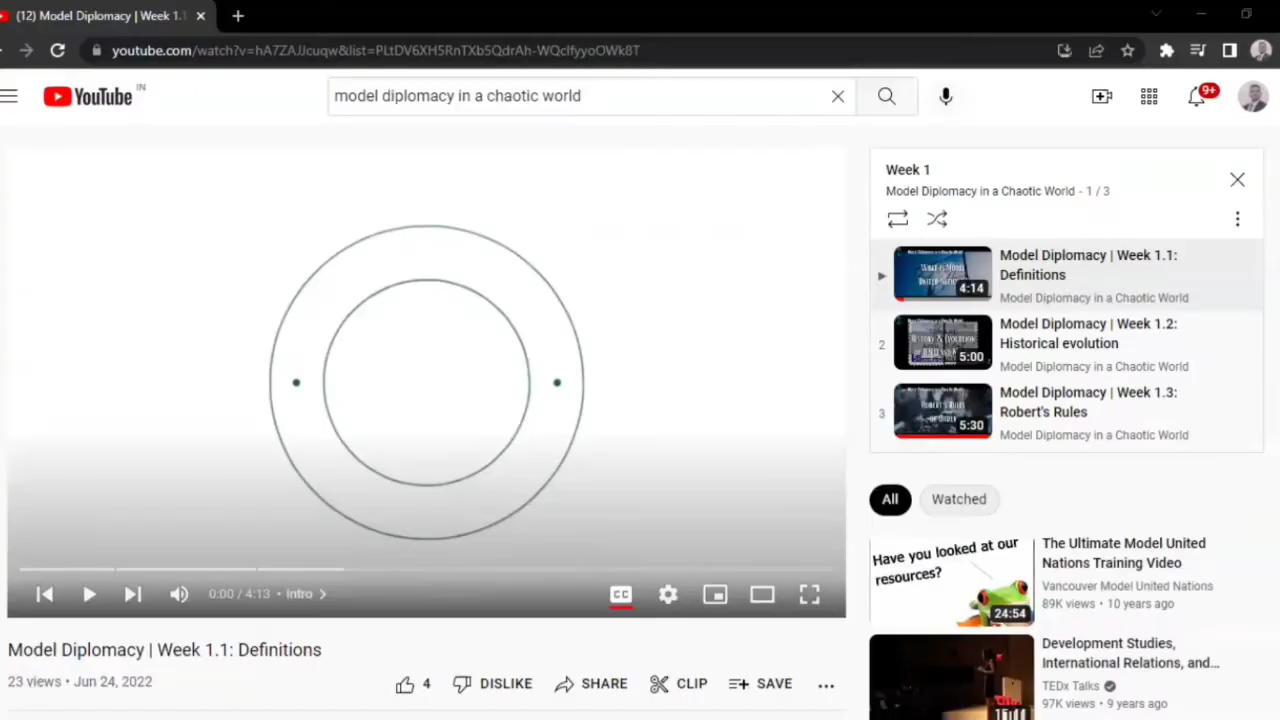 (12) Model Diplomacy | Week 1.1
youtube.com/watch?v=hA7ZAJJcuqw&list=PLtDV6XH5RnTXb5QdrAh-WQclfyyoOWk8T
YouTube IN
model diplomacy in a chaotic world
9+
Week 1
Model Diplomacy in a Chaotic World - 1 / 3
4:14
Model Diplomacy | Week 1.1:
Definitions
Model Diplomacy in a Chaotic World
2
5:00
Model Diplomacy | Week 1.2:
Historical evolution
Model Diplomacy in a Chaotic World
3
5:30
Model Diplomacy | Week 1.3:
Robert's Rules
Model Diplomacy in a Chaotic World
All
Watched
Have you looked at our
resources?
24:54
The Ultimate Model United
Nations Training Video
Vancouver Model United Nations
89K views • 10 years ago
Development Studies,
International Relations, and...
TEDx Talks
97K views • 9 years ago
0:00 / 4:13 • Intro
CC
Model Diplomacy | Week 1.1: Definitions
23 views • Jun 24, 2022
4
DISLIKE
SHARE
CLIP
SAVE